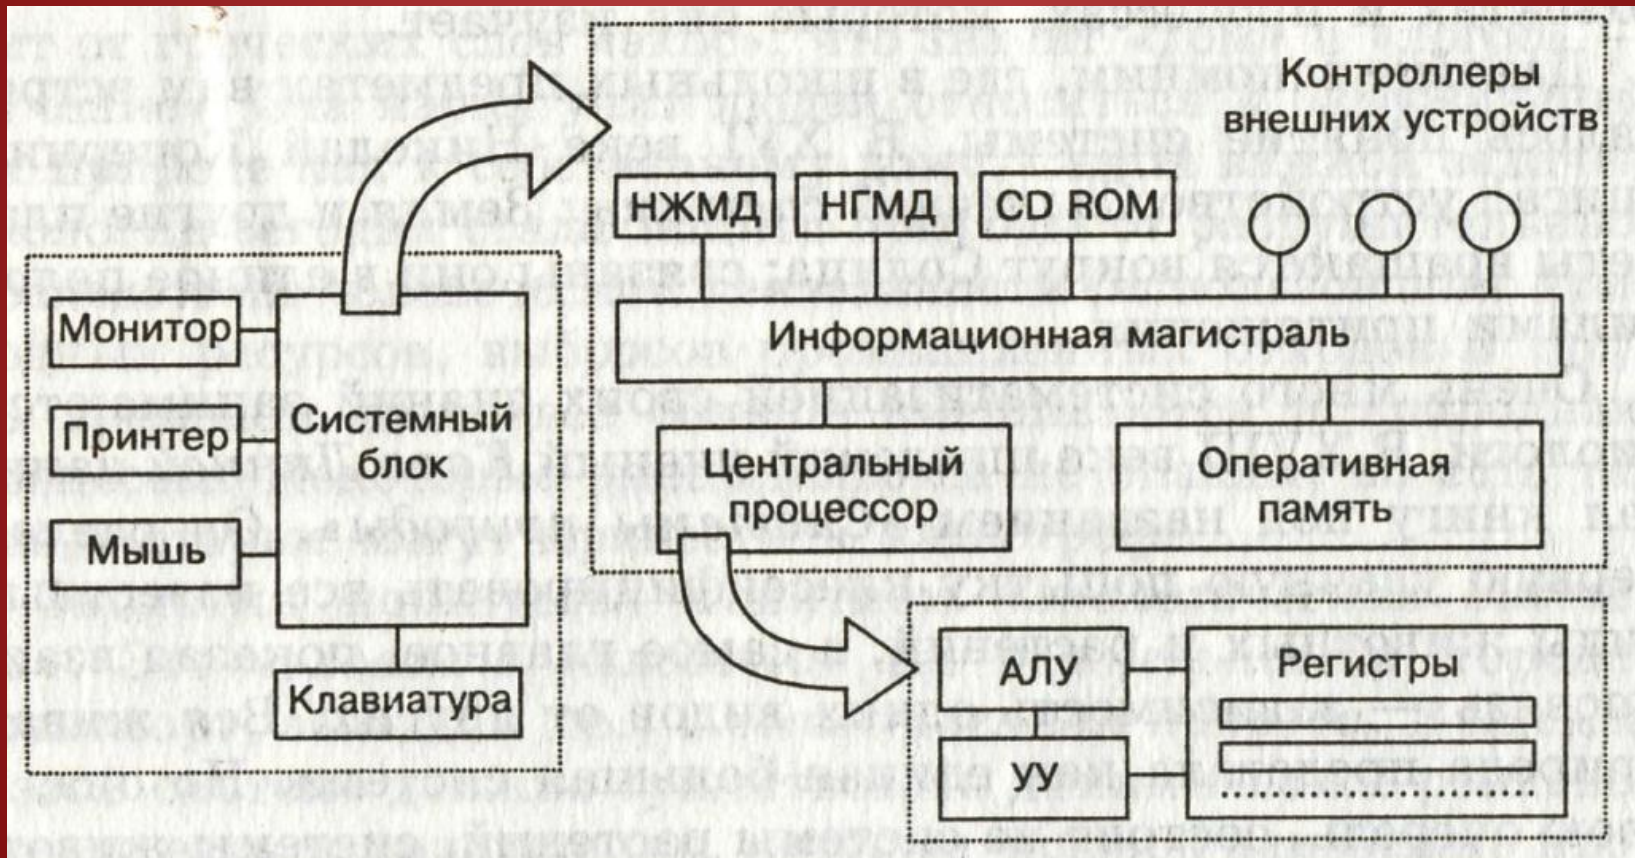 Контроллеры
внешних устройств
НЖМД
НГМД
CD ROM
Информационная магистраль
Центральный
процессор
Оперативная
память
Монитор
Принтер
Мышь
Системный
блок
Клавиатура
АЛУ
УУ
Регистры